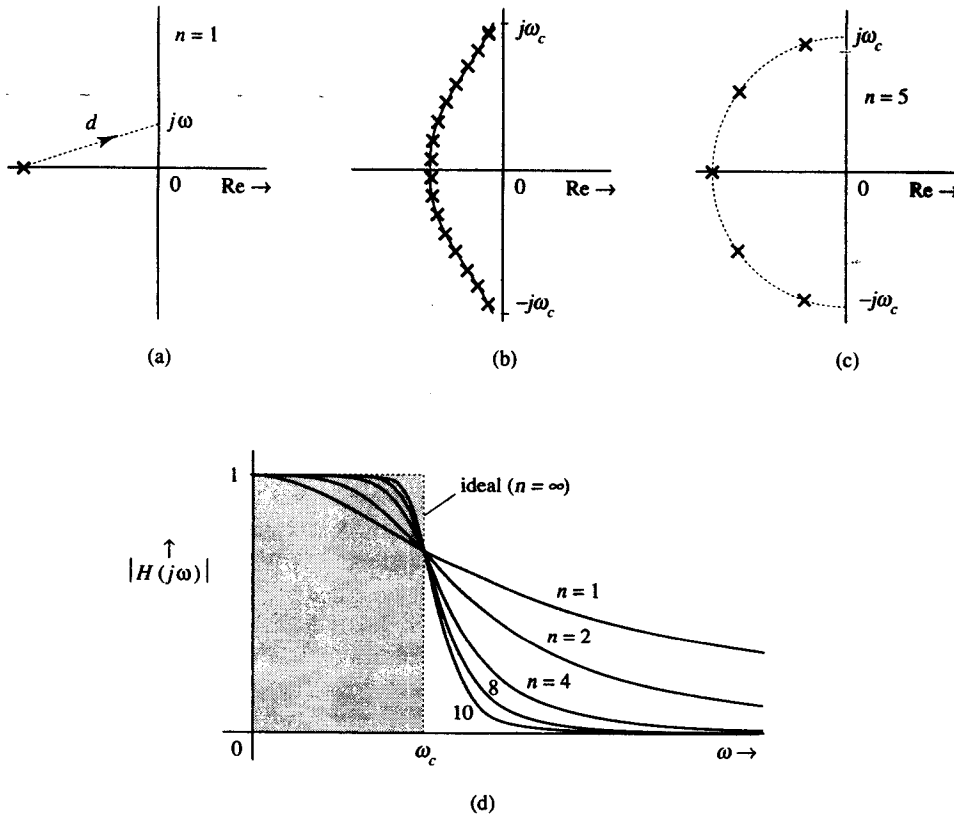 n = 1
d
jω
0
Re →
(a)
jω_c
0
Re →
−jω_c
(b)
jω_c
n = 5
0
Re →
−jω_c
(c)
1
ideal (n = ∞)
↑
|H(jω)|
n = 1
n = 2
n = 4
8
10
0
ω_c
ω →
(d)